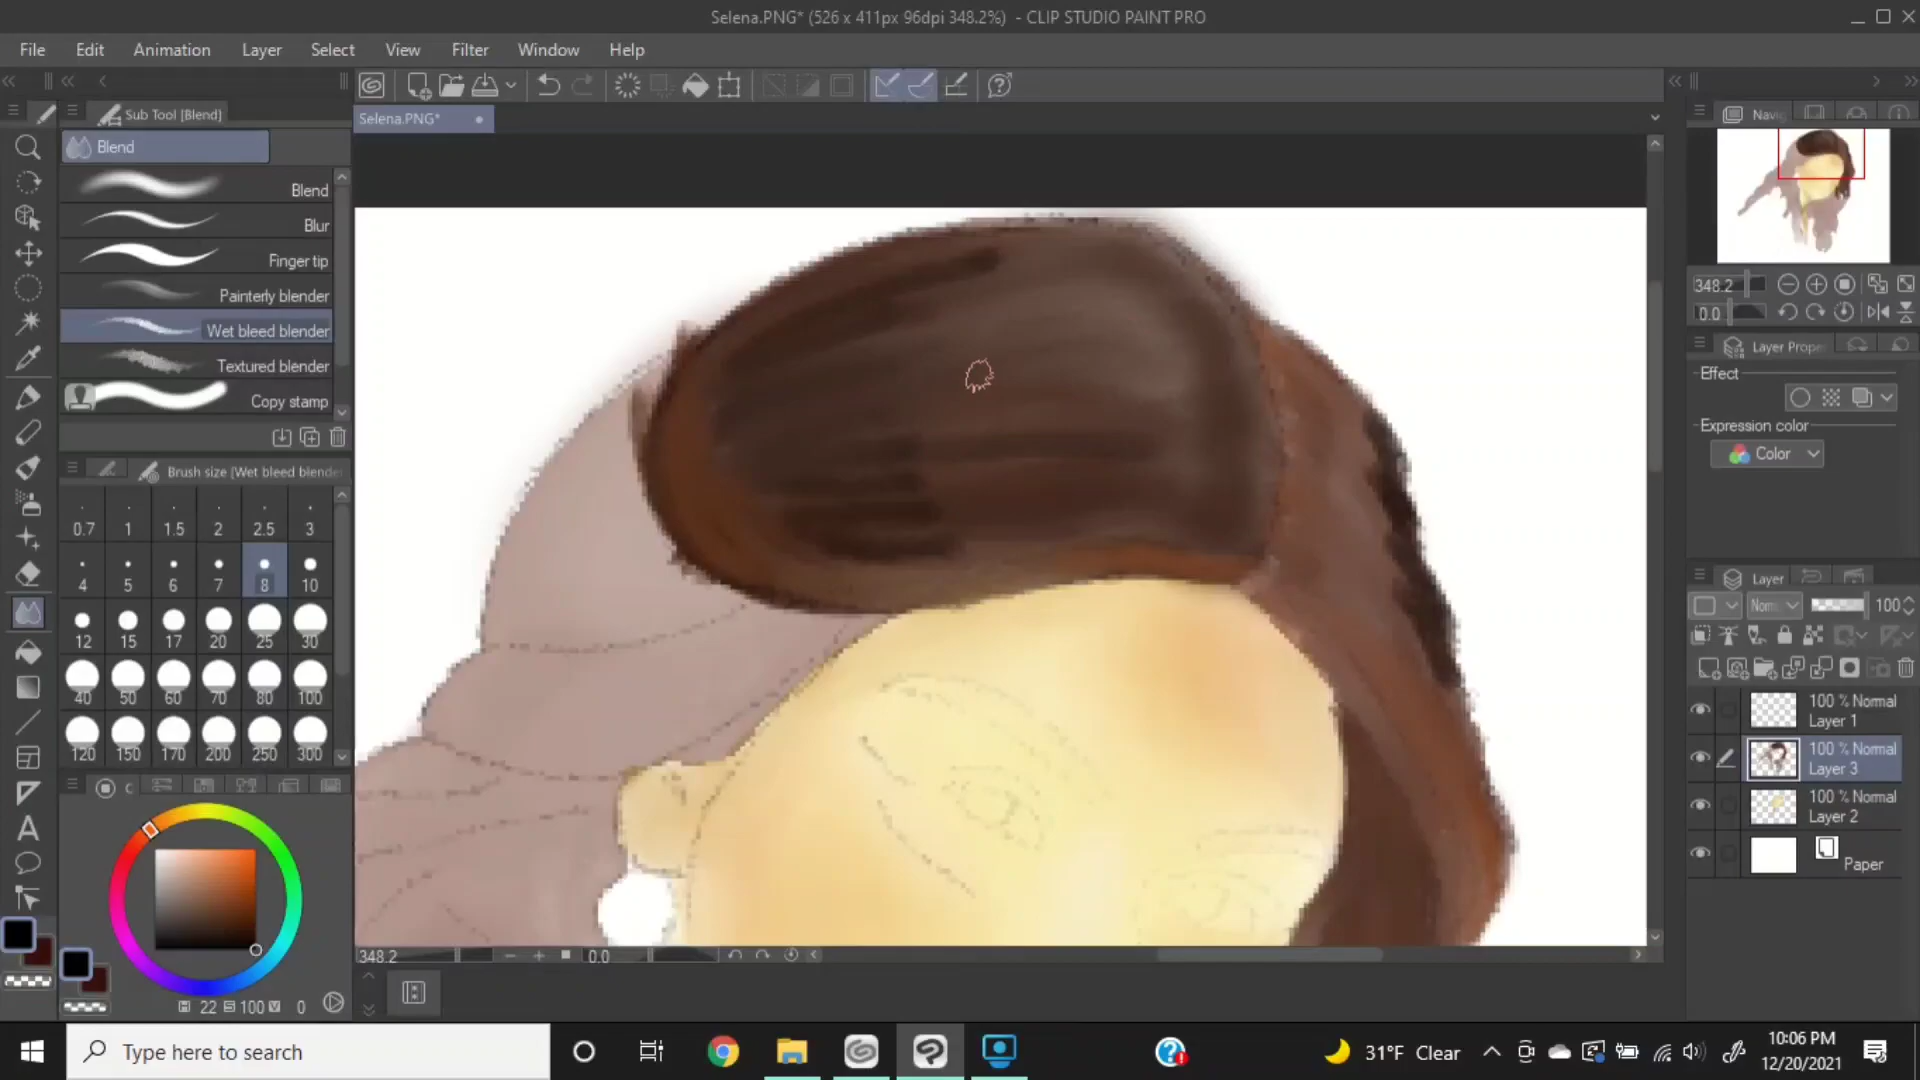 Selena.PNG* (526 x 411px 96dpi 348.2%) - CLIP STUDIO PAINT PRO
File Edit Animation Layer Select View Filter Window Help
Sub Tool [Blend]
Blend
Blend
Blur
Finger tip
Painterly blender
Wet bleed blender
Textured blender
Copy stamp
Brush size (Wet bleed blende
0.7 1 1.5 2 2.5 3
4 5 6 7 8 10
12 15 17 20 25 30
40 50 60 70 80 100
120 150 170 200 250 300
22 100 0
Selena.PNG*
348.2 0.0
Navig
348.2
0.0
Layer Prope
Effect
Expression color
Color
Layer
Norm 100
100 % Normal
Layer 1
100 % Normal
Layer 3
100 % Normal
Layer 2
Paper
Type here to search
31°F Clear
10:06 PM
12/20/2021